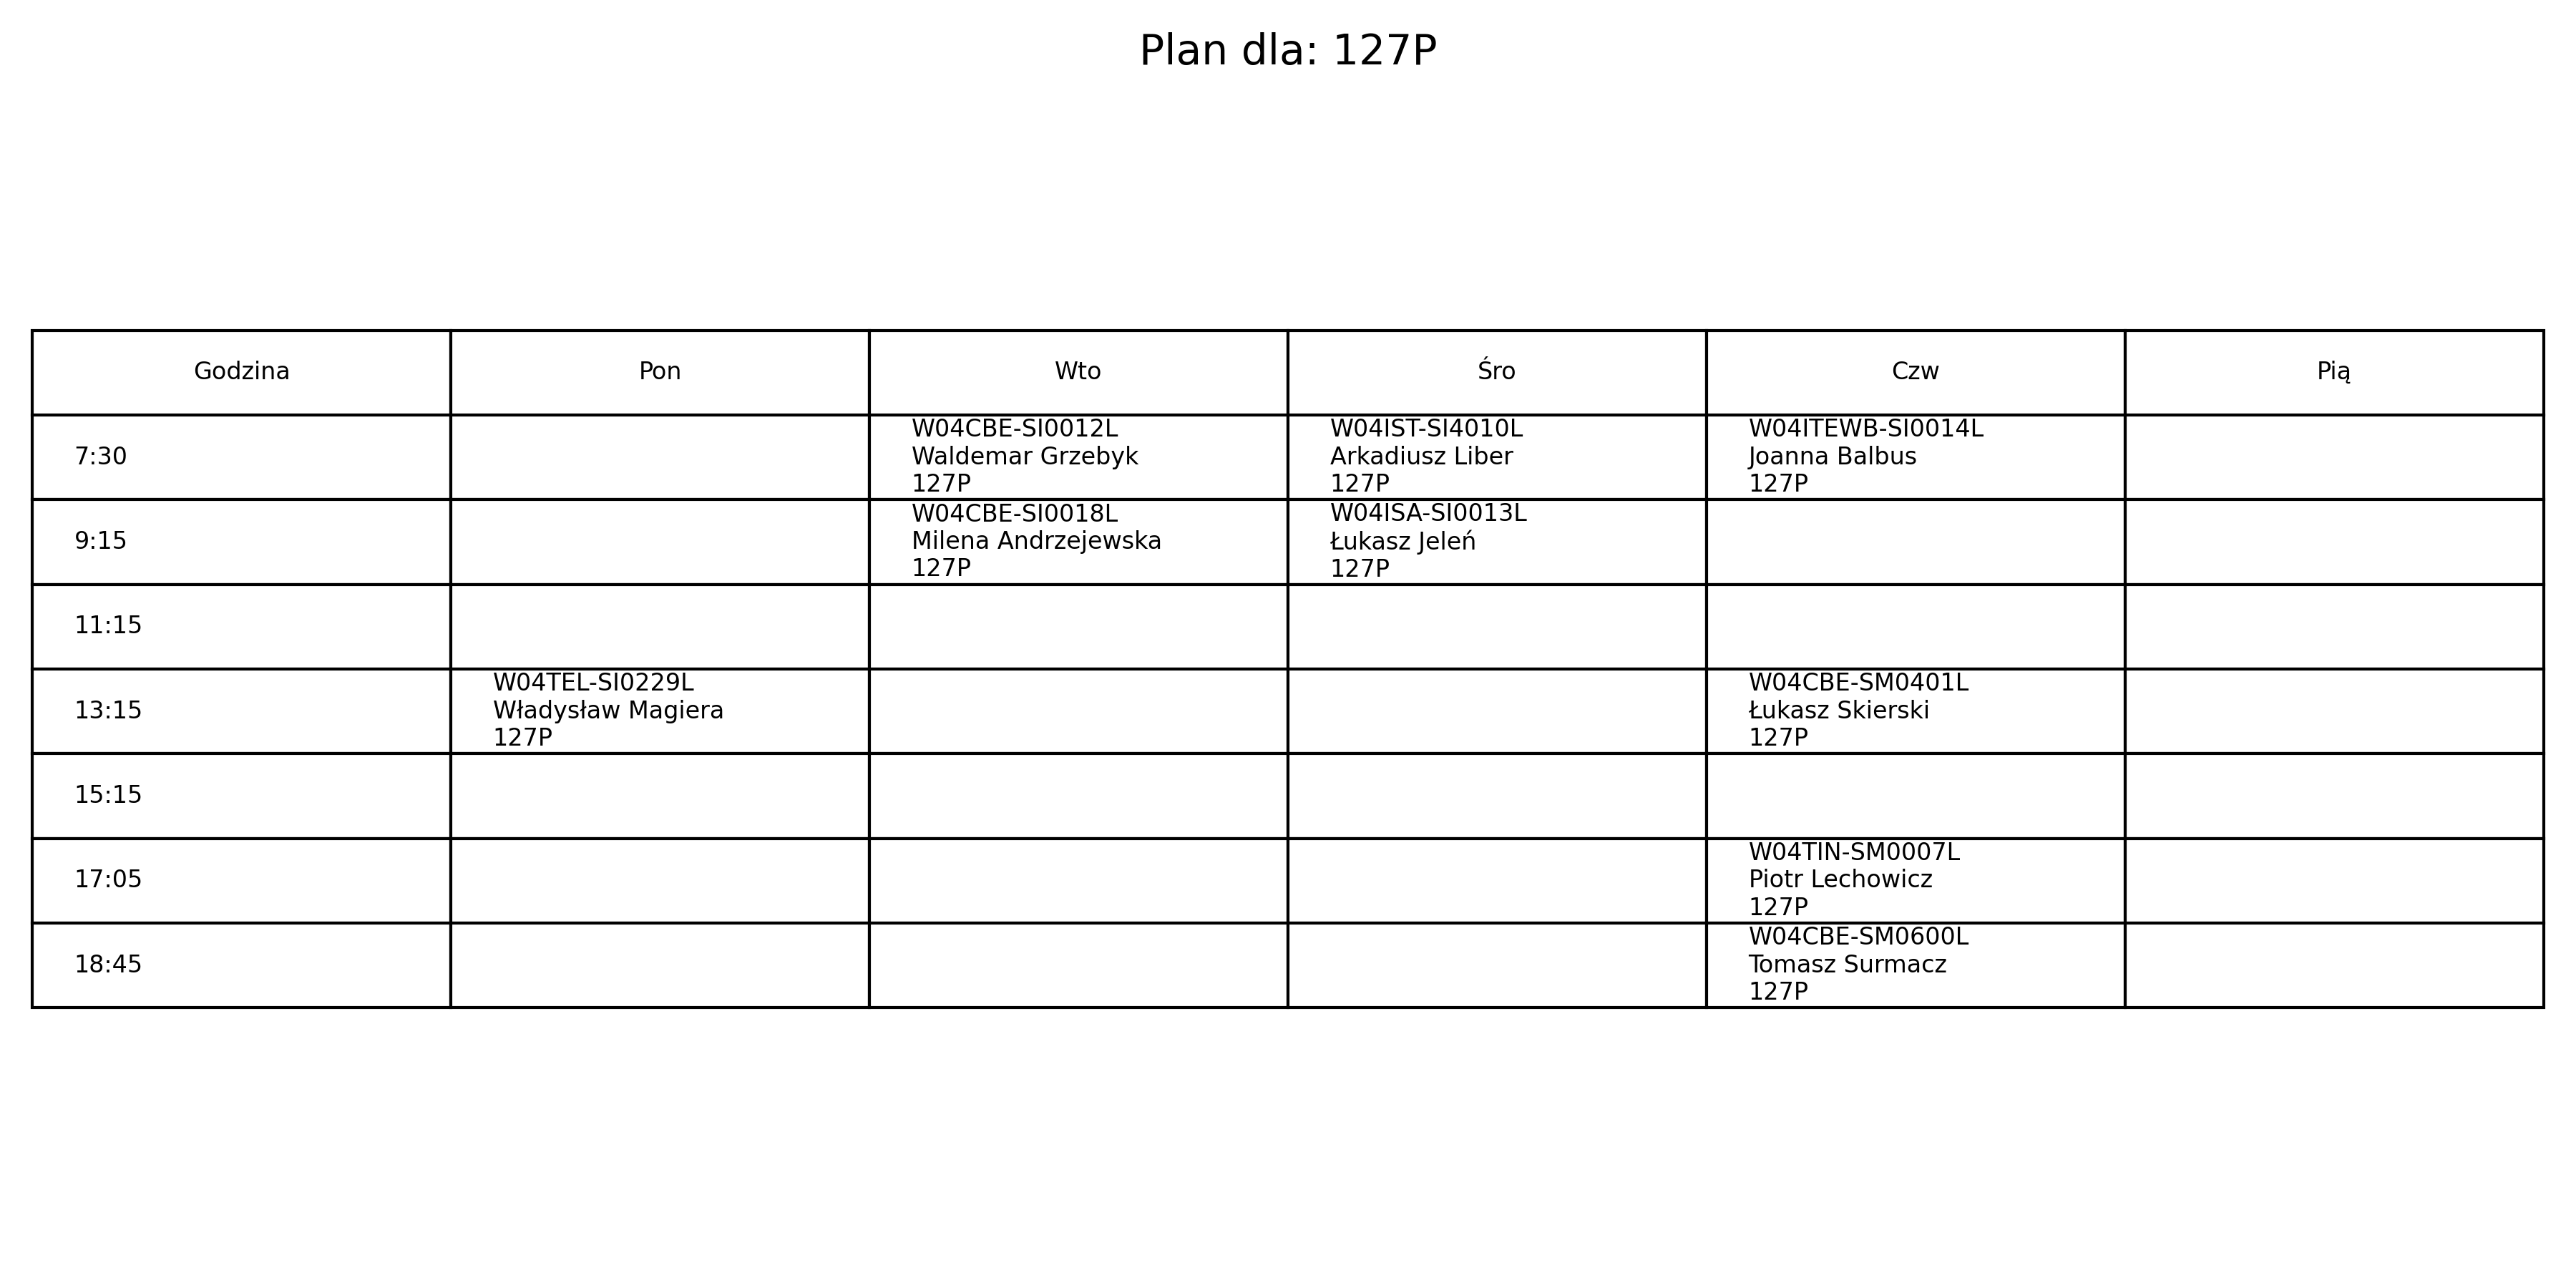 Plan dla: 127P
Godzina Pon Wto Śro Czw Pią
7:30
W04CBE-SI0012L
Waldemar Grzebyk
127P
W04IST-SI4010L
Arkadiusz Liber
127P
W04ITEWB-SI0014L
Joanna Balbus
127P
9:15
W04CBE-SI0018L
Milena Andrzejewska
127P
W04ISA-SI0013L
Łukasz Jeleń
127P
11:15
13:15
W04TEL-SI0229L
Władysław Magiera
127P
W04CBE-SM0401L
Łukasz Skierski
127P
15:15
17:05
W04TIN-SM0007L
Piotr Lechowicz
127P
18:45
W04CBE-SM0600L
Tomasz Surmacz
127P